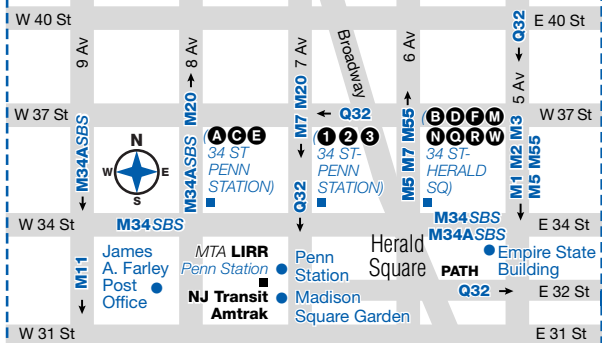 W 40 St
E 40 St
9 Av
8 Av
7 Av
Broadway
6 Av
Q32
5 Av
W 37 St
W 37 St
M34ASBS
M20
M34ASBS
M7 M20
Q32
Q32
M5 M7 M55
M1 M2 M3
M5 M55
N
W
E
S
(A C E
34 ST
PENN
STATION)
(1 2 3
34 ST-
PENN
STATION)
(B D F M
N Q R W
34 ST-
HERALD
SQ)
W 34 St
M34SBS
M34SBS
M34ASBS
E 34 St
M11
James
A. Farley
Post
Office
MTA LIRR
Penn Station
NJ Transit
Amtrak
Penn
Station
Madison
Square Garden
Herald
Square
PATH
Empire State
Building
Q32
E 32 St
W 31 St
E 31 St